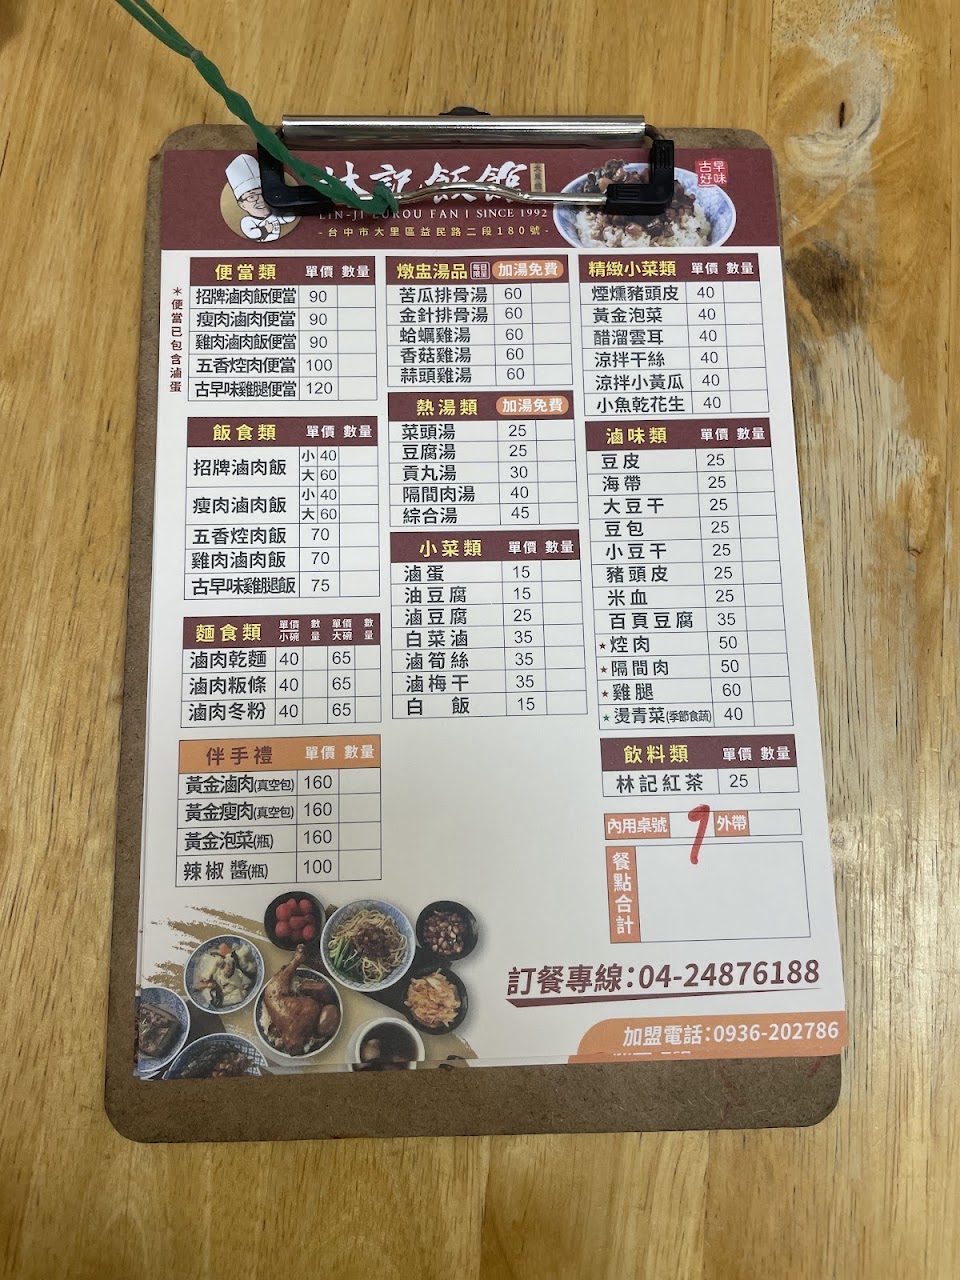 林記飯館
古早
好味
LIN-JI LUROU FAN | SINCE 1992
-台中市大里區益民路二段180號-
便當類 單價 數量
招牌滷肉飯便當 90
瘦肉滷肉便當 90
雞肉滷肉飯便當 90
五香焢肉便當 100
古早味雞腿便當 120
＊便當已包含滷蛋
飯食類 單價 數量
招牌滷肉飯 小 40
大 60
瘦肉滷肉飯 小 40
大 60
五香焢肉飯 70
雞肉滷肉飯 70
古早味雞腿飯 75
麵食類 單價小碗 數量 單價大碗 數量
滷肉乾麵 40 65
滷肉粄條 40 65
滷肉冬粉 40 65
伴手禮 單價 數量
黃金滷肉(真空包) 160
黃金瘦肉(真空包) 160
黃金泡菜(瓶) 160
辣椒醬(瓶) 100
燉盅湯品 每日限量 加湯免費
苦瓜排骨湯 60
金針排骨湯 60
蛤蠣雞湯 60
香菇雞湯 60
蒜頭雞湯 60
熱湯類 加湯免費
菜頭湯 25
豆腐湯 25
貢丸湯 30
隔間肉湯 40
綜合湯 45
小菜類 單價 數量
滷蛋 15
油豆腐 15
滷豆腐 25
白菜滷 35
滷筍絲 35
滷梅干 35
白飯 15
精緻小菜類 單價 數量
煙燻豬頭皮 40
黃金泡菜 40
醋溜雲耳 40
涼拌干絲 40
涼拌小黃瓜 40
小魚乾花生 40
滷味類 單價 數量
豆皮 25
海帶 25
大豆干 25
豆包 25
小豆干 25
豬頭皮 25
米血 25
百頁豆腐 35
★焢肉 50
★隔間肉 50
★雞腿 60
★燙青菜(季節食蔬) 40
飲料類 單價 數量
林記紅茶 25
內用桌號 9 外帶
餐點合計
訂餐專線:04-24876188
加盟電話:0936-202786